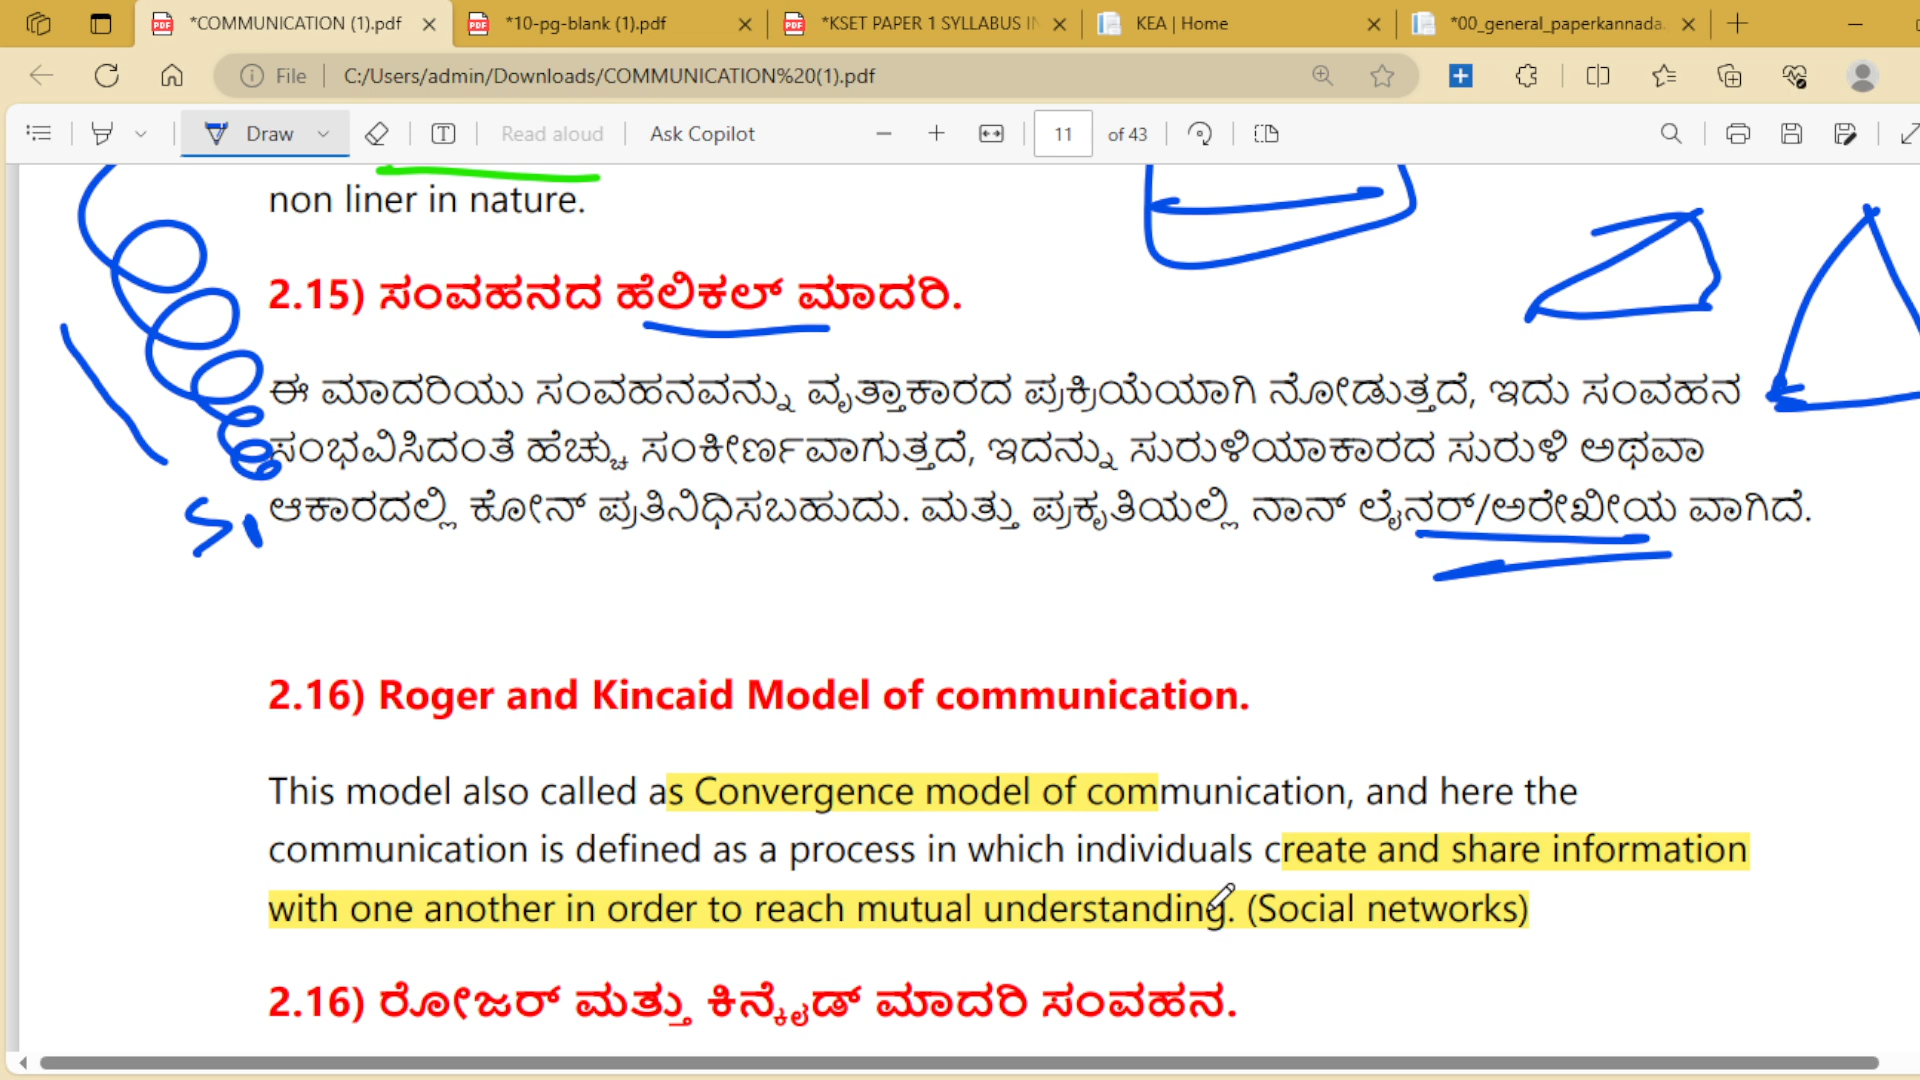 *COMMUNICATION (1).pdf
*10-pg-blank (1).pdf
*KSET PAPER 1 SYLLABUS IN
KEA | Home
*00_general_paperkannada.
File
C:/Users/admin/Downloads/COMMUNICATION%20(1).pdf
Draw
Read aloud
Ask Copilot
11
of 43
non liner in nature.
2.15) ಸಂವಹನದ ಹೆಲಿಕಲ್ ಮಾದರಿ.
ಈ ಮಾದರಿಯು ಸಂವಹನವನ್ನು ವೃತ್ತಾಕಾರದ ಪ್ರಕ್ರಿಯೆಯಾಗಿ ನೋಡುತ್ತದೆ, ಇದು ಸಂವಹನ
ಸಂಭವಿಸಿದಂತೆ ಹೆಚ್ಚು ಸಂಕೀರ್ಣವಾಗುತ್ತದೆ, ಇದನ್ನು ಸುರುಳಿಯಾಕಾರದ ಸುರುಳಿ ಅಥವಾ
ಆಕಾರದಲ್ಲಿ ಕೋನ್ ಪ್ರತಿನಿಧಿಸಬಹುದು. ಮತ್ತು ಪ್ರಕೃತಿಯಲ್ಲಿ ನಾನ್ ಲೈನರ್/ಅರೇಖೀಯ ವಾಗಿದೆ.
2.16) Roger and Kincaid Model of communication.
This model also called as Convergence model of communication, and here the
communication is defined as a process in which individuals create and share information
with one another in order to reach mutual understanding. (Social networks)
2.16) ರೋಜರ್ ಮತ್ತು ಕಿನ್ಕೈಡ್ ಮಾದರಿ ಸಂವಹನ.